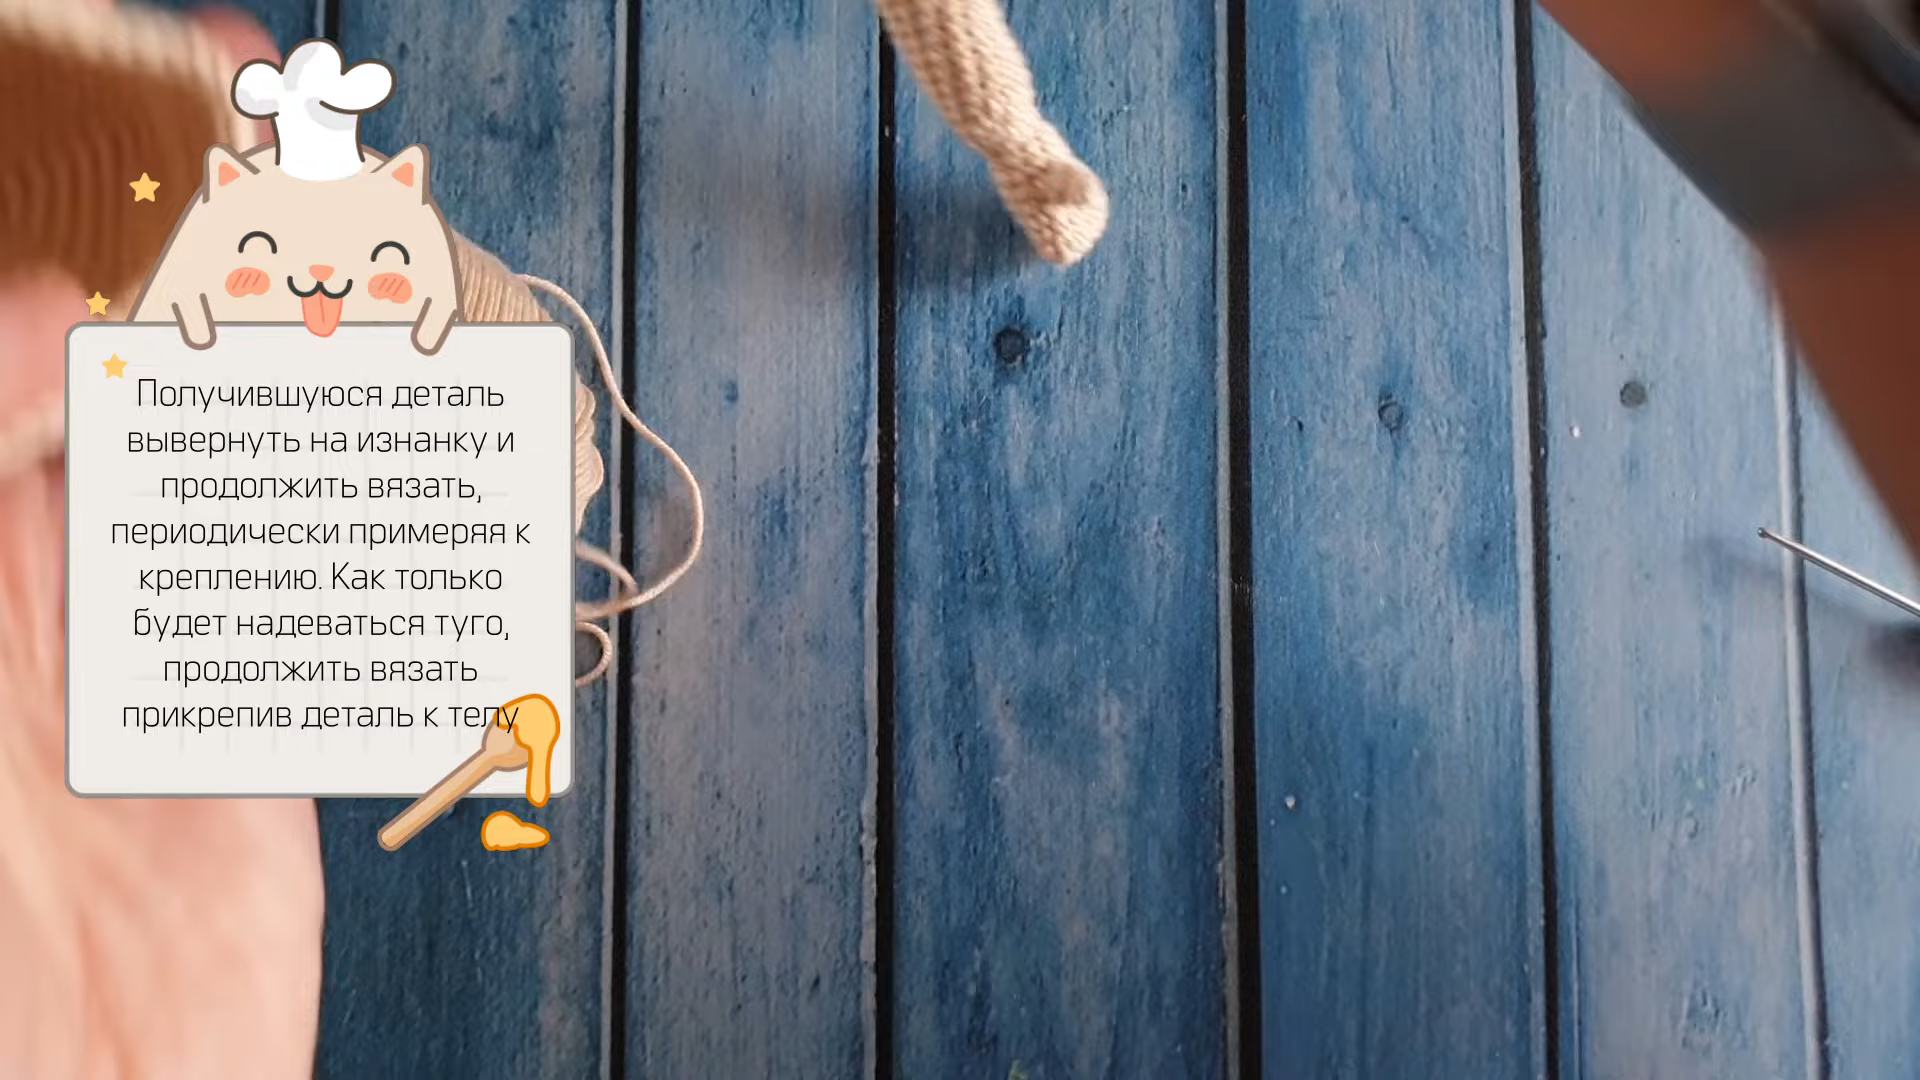 Получившуюся деталь
вывернуть на изнанку и
продолжить вязать,
периодически примеряя к
креплению. Как только
будет надеваться туго,
продолжить вязать
прикрепив деталь к телу